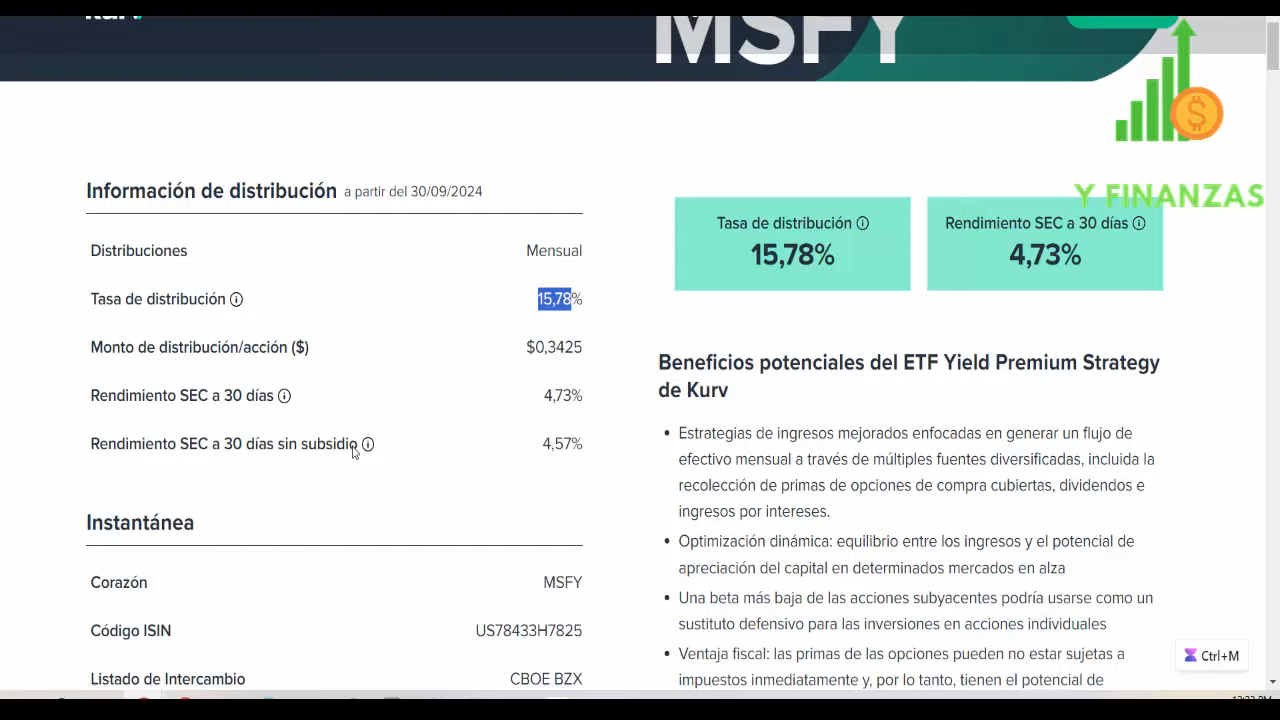 kurv
MSFY
Y FINANZAS
Información de distribución a partir del 30/09/2024
Distribuciones Mensual
Tasa de distribución 15,78%
Monto de distribución/acción ($) $0,3425
Rendimiento SEC a 30 días 4,73%
Rendimiento SEC a 30 días sin subsidio 4,57%
Instantánea
Corazón MSFY
Código ISIN US78433H7825
Listado de Intercambio CBOE BZX
Tasa de distribución
15,78%
Rendimiento SEC a 30 días
4,73%
Beneficios potenciales del ETF Yield Premium Strategy
de Kurv
• Estrategias de ingresos mejorados enfocadas en generar un flujo de
efectivo mensual a través de múltiples fuentes diversificadas, incluida la
recolección de primas de opciones de compra cubiertas, dividendos e
ingresos por intereses.
• Optimización dinámica: equilibrio entre los ingresos y el potencial de
apreciación del capital en determinados mercados en alza
• Una beta más baja de las acciones subyacentes podría usarse como un
sustituto defensivo para las inversiones en acciones individuales
• Ventaja fiscal: las primas de las opciones pueden no estar sujetas a
impuestos inmediatamente y, por lo tanto, tienen el potencial de
Ctrl+M